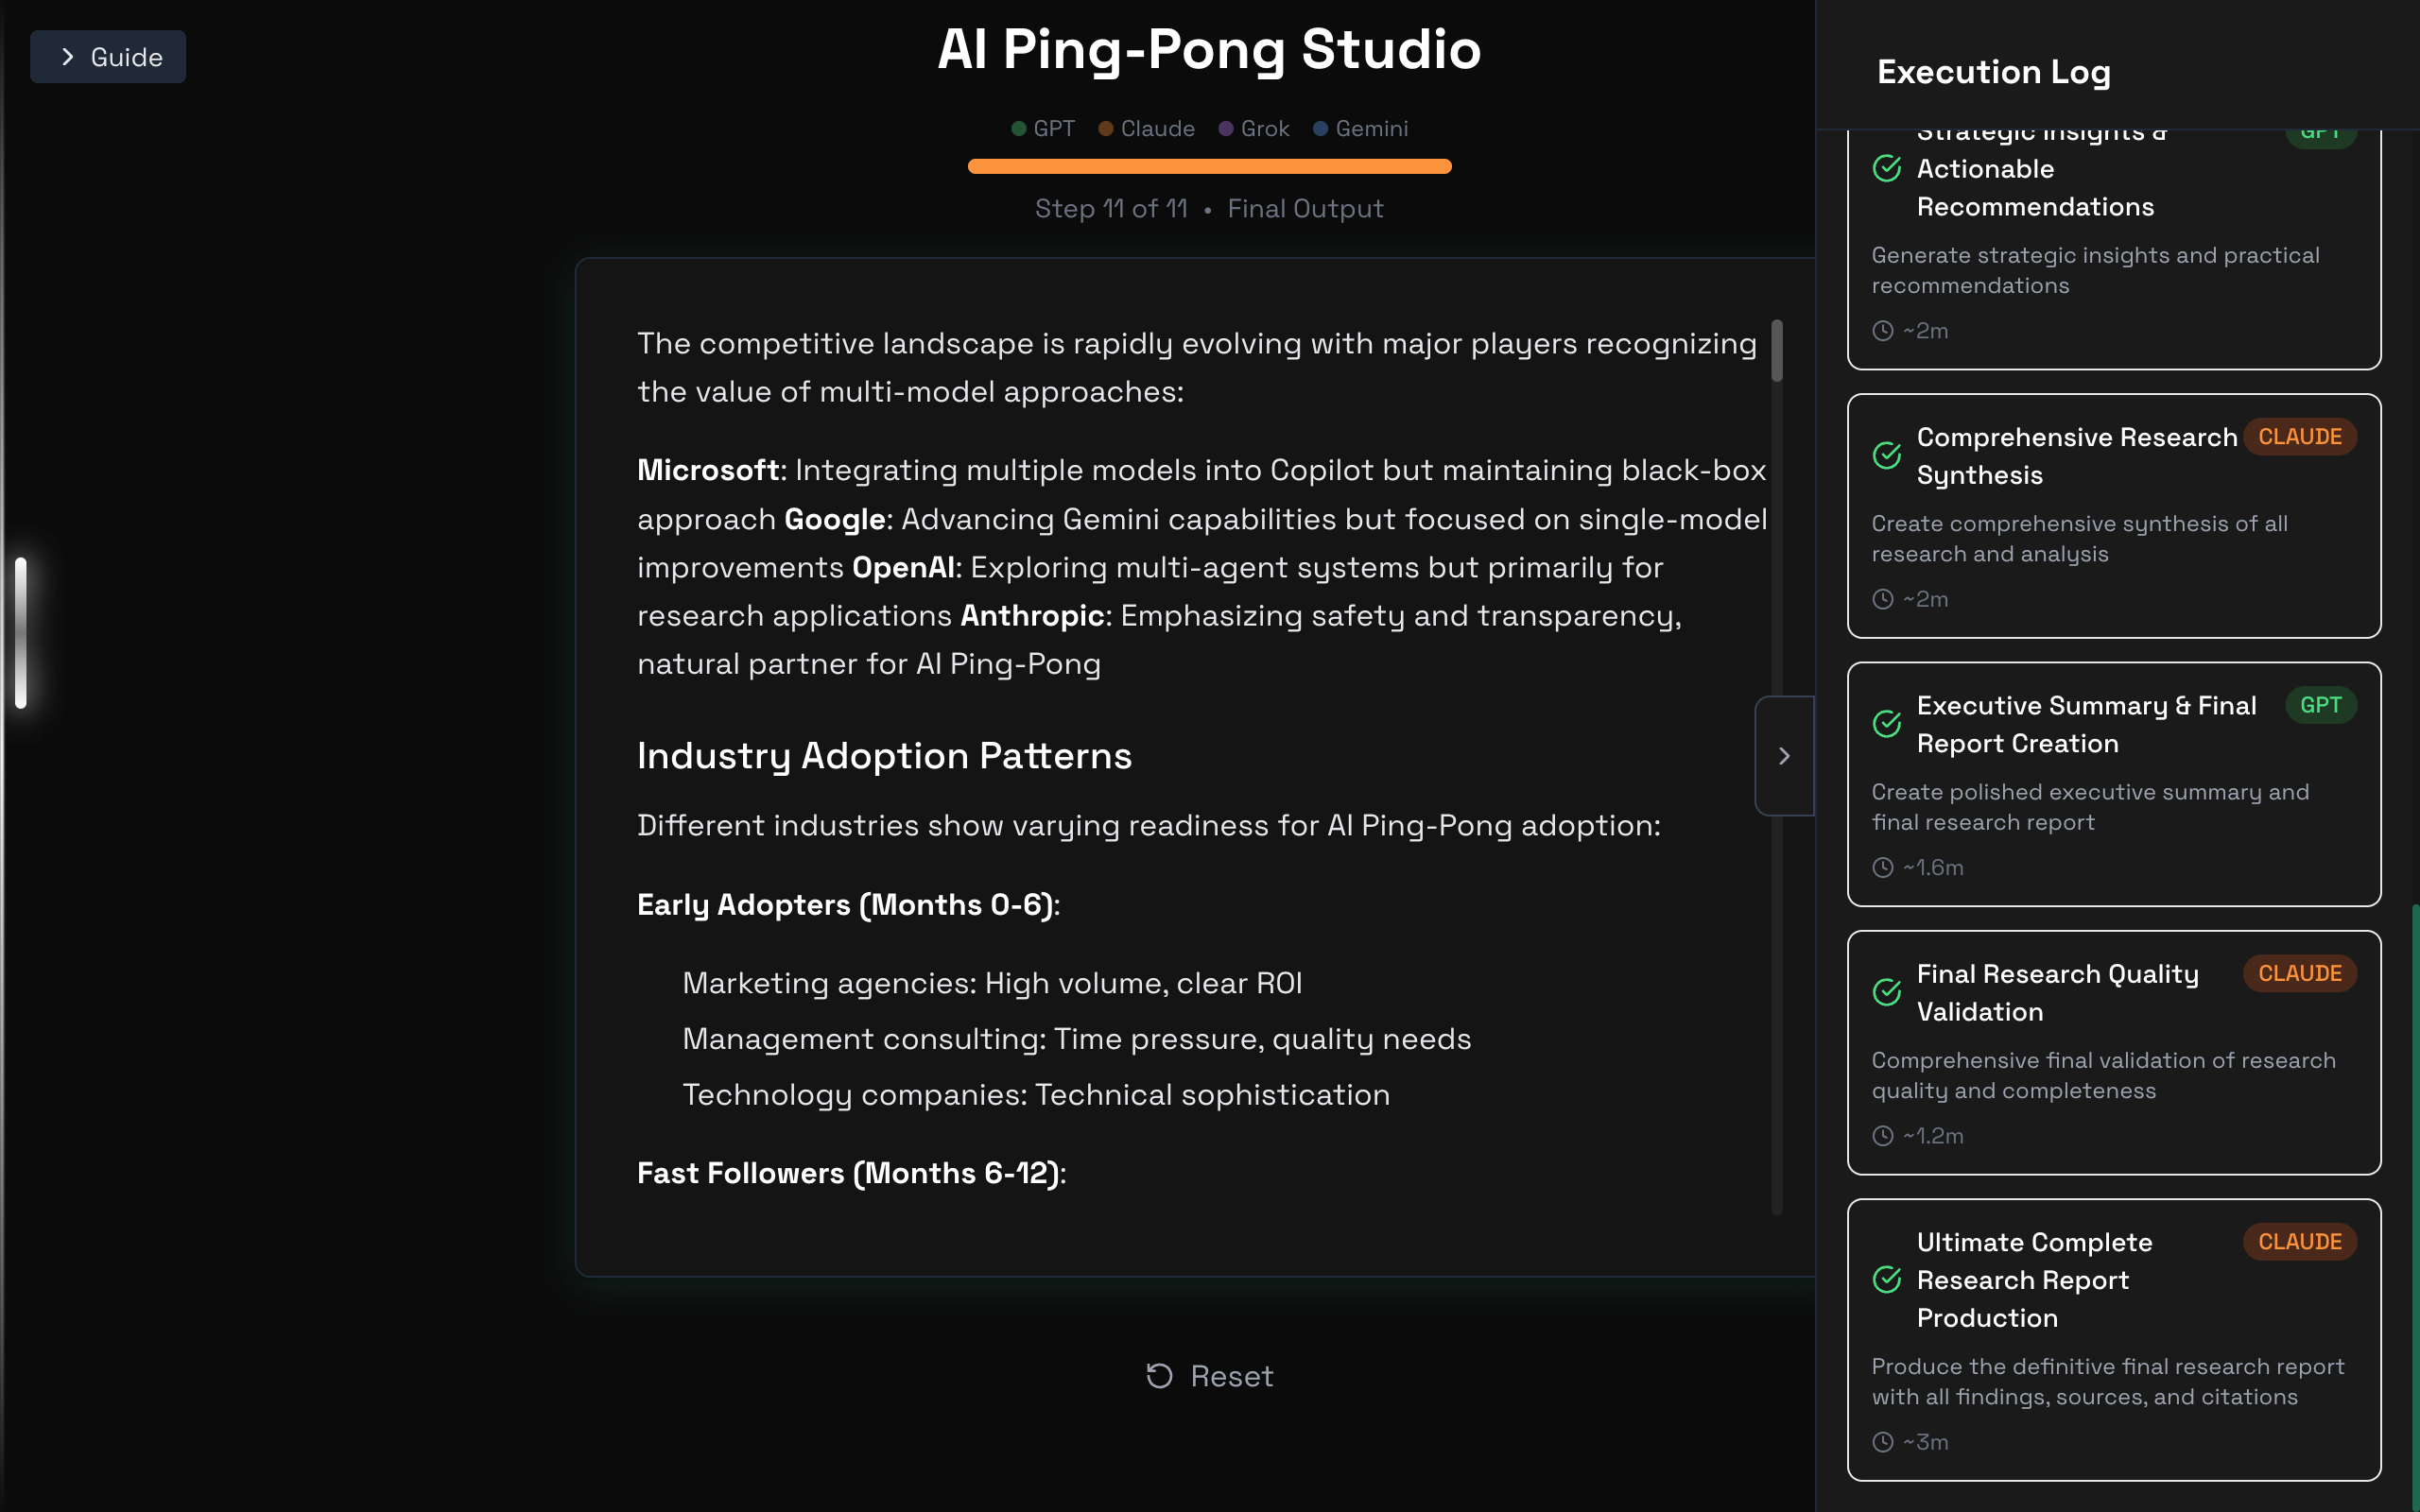 Guide
AI Ping-Pong Studio
GPT Claude Grok Gemini
Step 11 of 11 • Final Output
The competitive landscape is rapidly evolving with major players recognizing
the value of multi-model approaches:
Microsoft: Integrating multiple models into Copilot but maintaining black-box
approach Google: Advancing Gemini capabilities but focused on single-model
improvements OpenAI: Exploring multi-agent systems but primarily for
research applications Anthropic: Emphasizing safety and transparency,
natural partner for AI Ping-Pong
Industry Adoption Patterns
Different industries show varying readiness for AI Ping-Pong adoption:
Early Adopters (Months 0-6):
Marketing agencies: High volume, clear ROI
Management consulting: Time pressure, quality needs
Technology companies: Technical sophistication
Fast Followers (Months 6-12):
Reset
Execution Log
Strategic Insights & GPT
Actionable
Recommendations
Generate strategic insights and practical
recommendations
~2m
Comprehensive Research CLAUDE
Synthesis
Create comprehensive synthesis of all
research and analysis
~2m
Executive Summary & Final GPT
Report Creation
Create polished executive summary and
final research report
~1.6m
Final Research Quality CLAUDE
Validation
Comprehensive final validation of research
quality and completeness
~1.2m
Ultimate Complete CLAUDE
Research Report
Production
Produce the definitive final research report
with all findings, sources, and citations
~3m